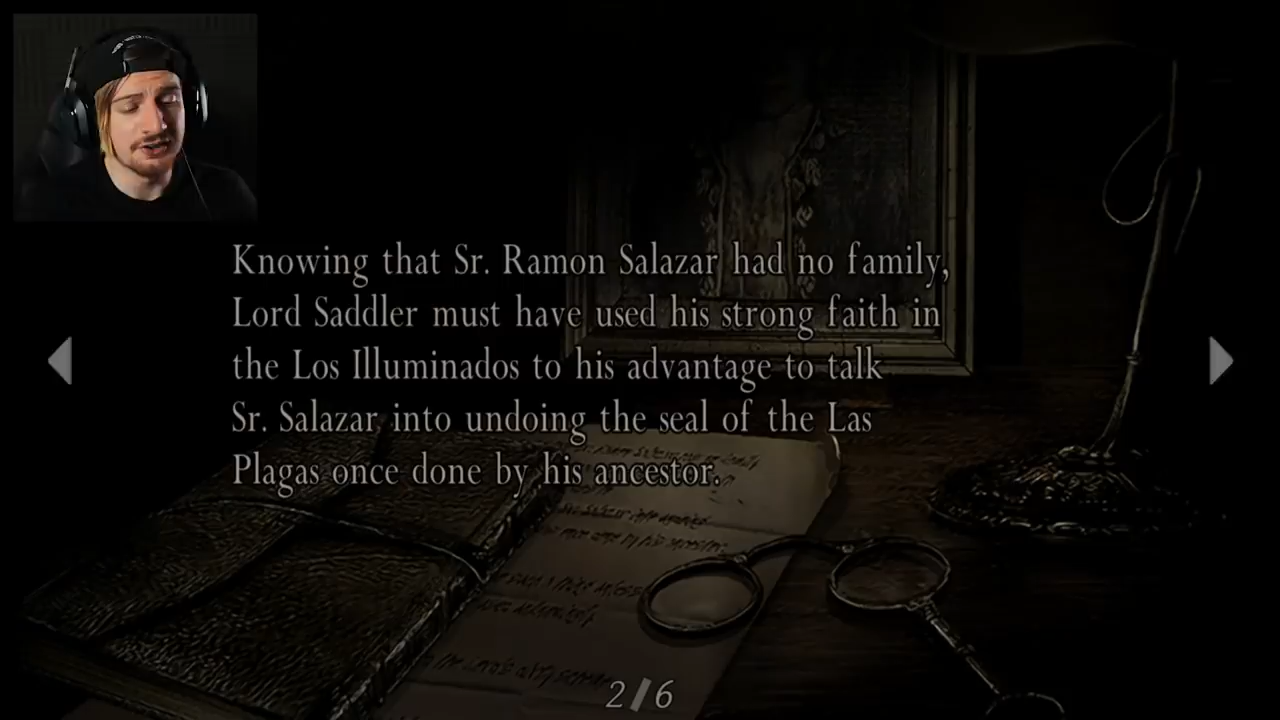 Knowing that Sr. Ramon Salazar had no family,
Lord Saddler must have used his strong faith in
the Los Illuminados to his advantage to talk
Sr. Salazar into undoing the seal of the Las
Plagas once done by his ancestor.
2/6